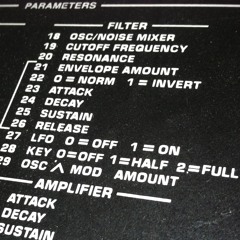 PARAMETERS
FILTER
18 OSC/NOISE MIXER
19 CUTOFF FREQUENCY
20 RESONANCE
21 ENVELOPE AMOUNT
22 0 = NORM 1 = INVERT
23 ATTACK
24 DECAY
25 SUSTAIN
26 RELEASE
27 LFO 0 = OFF 1 = ON
28 KEY 0=OFF 1=HALF 2=FULL
29 OSC ⋀ MOD AMOUNT
AMPLIFIER
ATTACK
DECAY
SUSTAIN